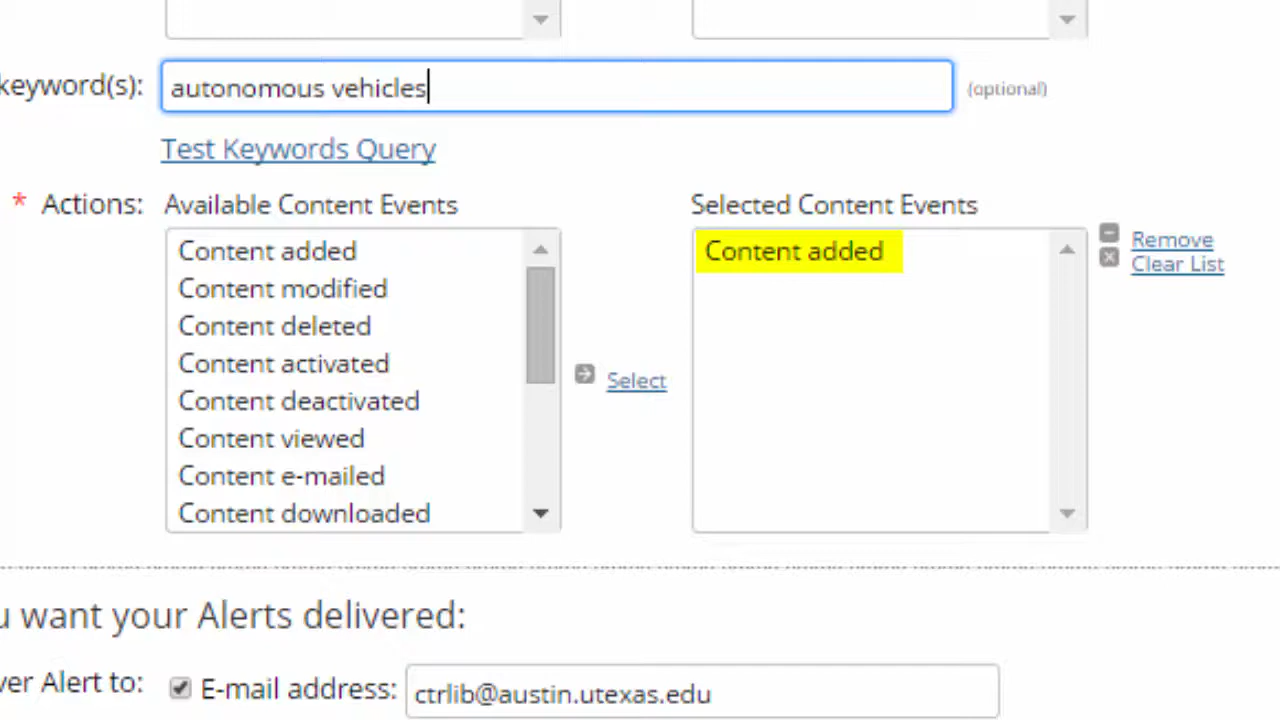 keyword(s): autonomous vehicles (optional)
Test Keywords Query
* Actions: Available Content Events Selected Content Events
Content added Content added Remove
Content modified Clear List
Content deleted
Content activated Select
Content deactivated
Content viewed
Content e-mailed
Content downloaded
u want your Alerts delivered:
ver Alert to: E-mail address: ctrlib@austin.utexas.edu